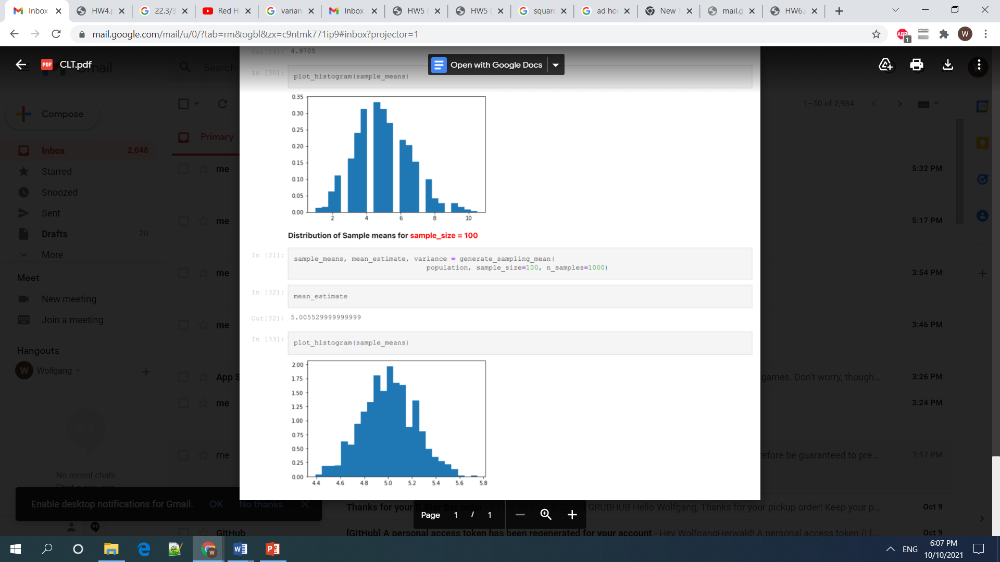 Inbox
HW4.p
22.3/3
Red H
varian
Inbox
HW5 (
HW5 (
square
ad hoc
New T
mail.g
HW6.p
mail.google.com/mail/u/0/?tab=rm&ogbl&zx=c9ntmk771ip9#inbox?projector=1
ABP
1
W
PDF
CLT.pdf
Search
Open with Google Docs
Out[29]: 4.9705
In [30]: plot_histogram(sample_means)
Compose
1–50 of 2,984
31
Primary
Inbox 2,048
Starred
Snoozed
Sent
Drafts 20
More
Meet
New meeting
Join a meeting
Hangouts
W Wolfgang
No recent chats
Start a new one
me 5:32 PM
me 5:17 PM
me 3:54 PM
me 3:46 PM
App S games. Don't worry, though... 3:26 PM
me 3:24 PM
me efore be guaranteed to pre... 1:17 PM
0.35
0.30
0.25
0.20
0.15
0.10
0.05
0.00
2 4 6 8 10
Distribution of Sample means for sample_size = 100
In [31]: sample_means, mean_estimate, variance = generate_sampling_mean(
population, sample_size=100, n_samples=1000)
In [32]: mean_estimate
Out[32]: 5.005529999999999
In [33]: plot_histogram(sample_means)
2.00
1.75
1.50
1.25
1.00
0.75
0.50
0.25
0.00
4.4 4.6 4.8 5.0 5.2 5.4 5.6 5.8
Enable desktop notifications for Gmail. OK No thanks
Thanks for your B Star Bar order GRUBHUB Hello Wolfgang, Thanks for your pickup order! Keep your p... Oct 9
Page 1 / 1
GitHub [GitHub] A personal access token has been regenerated for your account - Hey WolfgangHerwald! A personal access token (I l... Oct 9
ENG
6:07 PM
10/10/2021